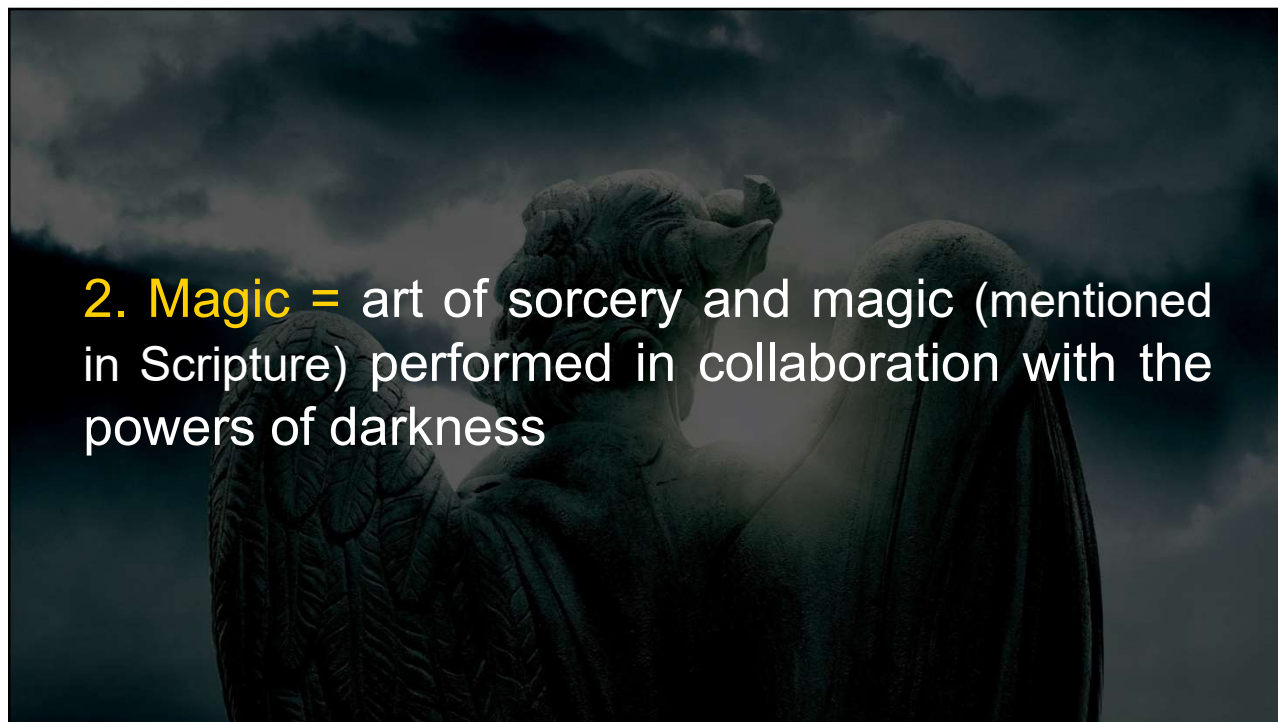 2. Magic = art of sorcery and magic (mentioned
in Scripture) performed in collaboration with the
powers of darkness